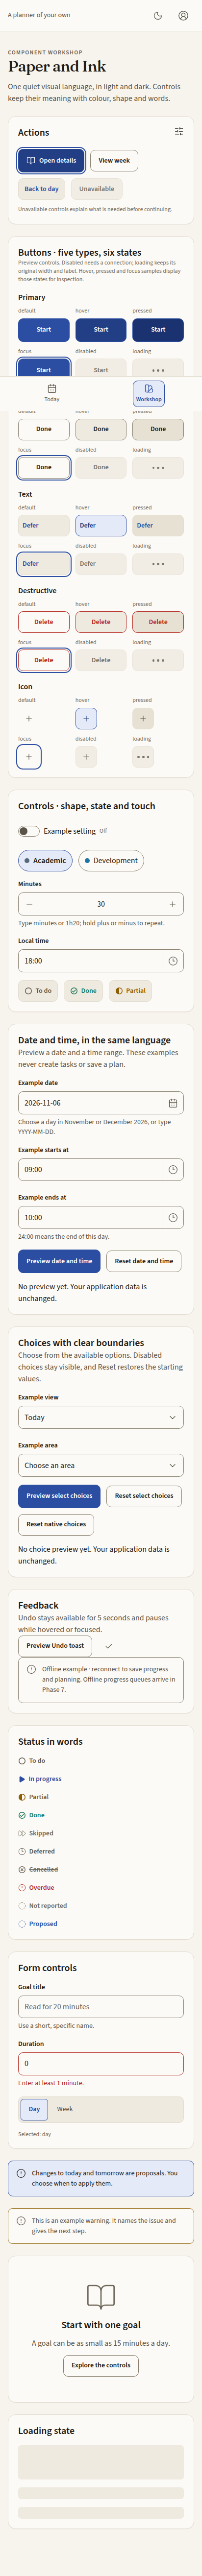 A planner of your own
COMPONENT WORKSHOP
Paper and Ink
One quiet visual language, in light and dark. Controls
keep their meaning with colour, shape and words.
Actions
Open details
View week
Back to day
Unavailable
Unavailable controls explain what is needed before continuing.
Buttons · five types, six states
Preview controls. Disabled needs a connection, loading keeps its
original width and label. Hover, pressed and focus samples display
those states for inspection.
Primary
default hover pressed
Start Start Start
focus disabled loading
Start Start
Today
Workshop
default hover pressed
Done Done Done
focus disabled loading
Done Done
Text
default hover pressed
Defer Defer Defer
focus disabled loading
Defer Defer
Destructive
default hover pressed
Delete Delete Delete
focus disabled loading
Delete Delete
Icon
default hover pressed
focus disabled loading
Controls · shape, state and touch
Example setting Off
Academic
Development
Minutes
30
Type minutes or 1h20; hold plus or minus to repeat.
Local time
18:00
To do
Done
Partial
Date and time, in the same language
Preview a date and a time range. These examples
never create tasks or save a plan.
Example date
2026-11-06
Choose a day in November or December 2026, or type
YYYY-MM-DD.
Example starts at
09:00
Example ends at
10:00
24:00 means the end of this day.
Preview date and time
Reset date and time
No preview yet. Your application data is
unchanged.
Choices with clear boundaries
Choose from the available options. Disabled
choices stay visible, and Reset restores the starting
values.
Example view
Today
Example area
Choose an area
Preview select choices
Reset select choices
Reset native choices
No choice preview yet. Your application data is
unchanged.
Feedback
Undo stays available for 5 seconds and pauses
while hovered or focused.
Preview Undo toast
Offline example · reconnect to save progress
and planning. Offline progress queues arrive in
Phase 7.
Status in words
To do
In progress
Partial
Done
Skipped
Deferred
Cancelled
Overdue
Not reported
Proposed
Form controls
Goal title
Read for 20 minutes
Use a short, specific name.
Duration
0
Enter at least 1 minute.
Day
Week
Selected: day
Changes to today and tomorrow are proposals. You
choose when to apply them.
This is an example warning. It names the issue and
gives the next step.
Start with one goal
A goal can be as small as 15 minutes a day.
Explore the controls
Loading state